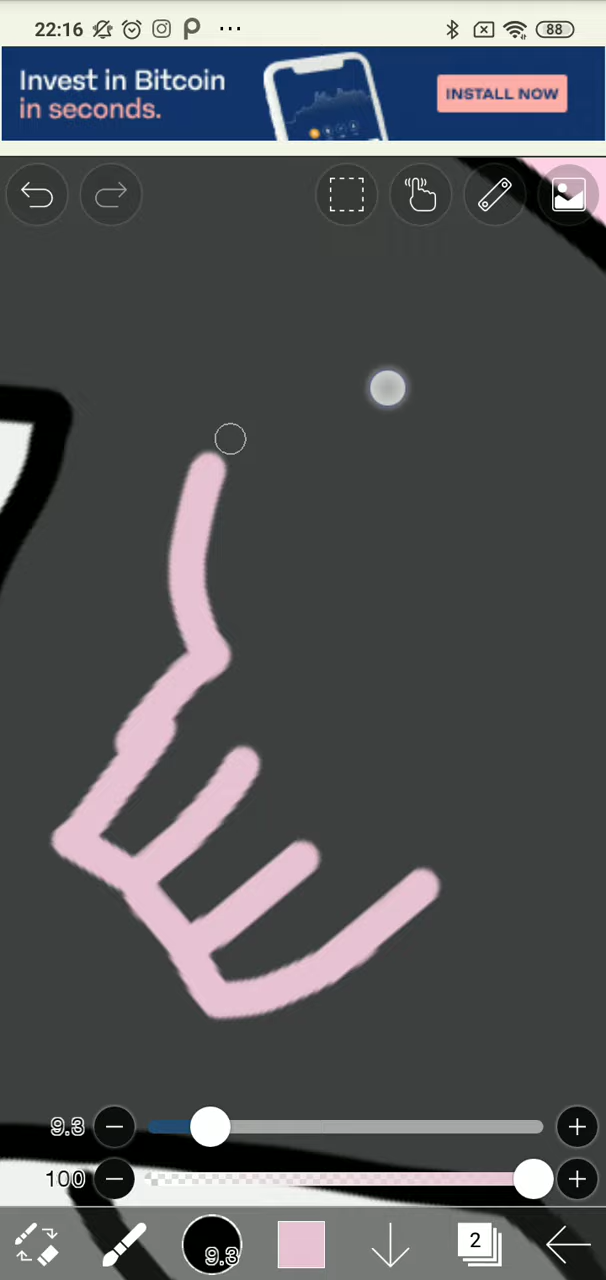 22:16
88
Invest in Bitcoin
in seconds.
INSTALL NOW
9.3
100
9.3
2